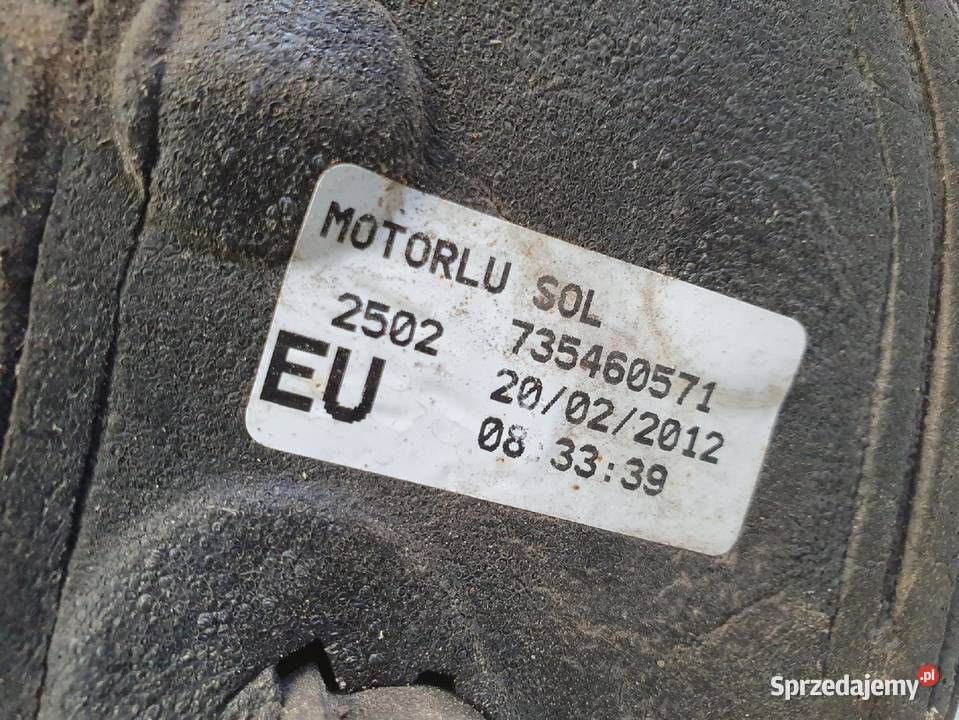 MOTORLU SOL
2502 735460571
EU 20/02/2012
08 33:39
Sprzedajemy.pl